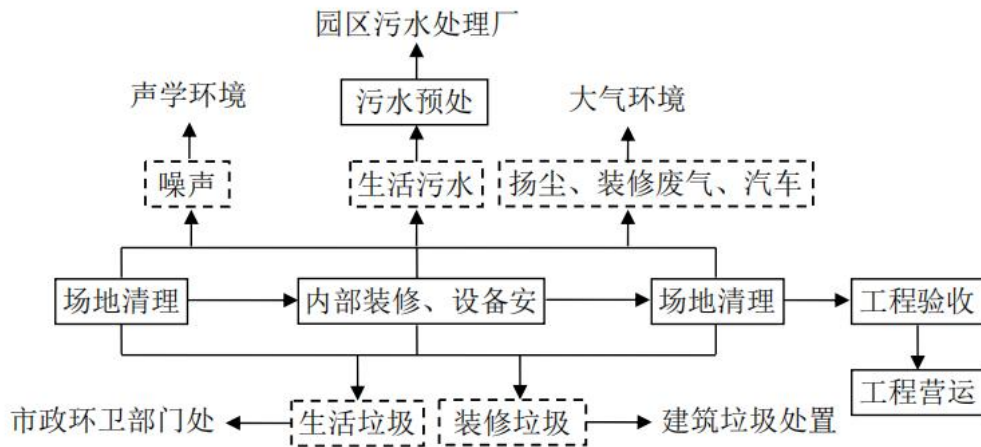 园区污水处理厂
声学环境
污水预处
大气环境
噪声
生活污水
扬尘、装修废气、汽车
场地清理
内部装修、设备安
场地清理
工程验收
工程营运
市政环卫部门处
生活垃圾
装修垃圾
建筑垃圾处置